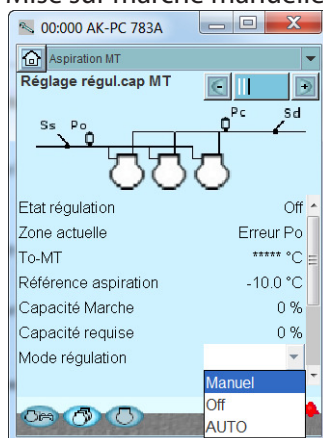 Mise sur marche manuelle
00:000 AK-PC 783A
Aspiration MT
Réglage régul.cap MT
Ss Po Pc Sd
Etat régulation Off
Zone actuelle Erreur Po
To-MT ***** °C
Référence aspiration -10.0 °C
Capacité Marche 0 %
Capacité requise 0 %
Mode régulation
Manuel
Off
AUTO